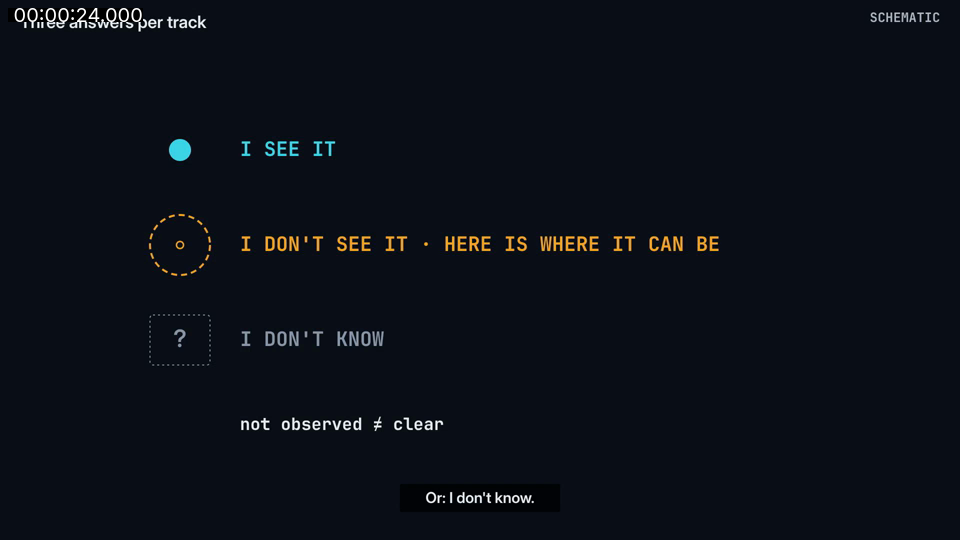 00:00:24.000
Three answers per track
SCHEMATIC
I SEE IT
I DON'T SEE IT · HERE IS WHERE IT CAN BE
?
I DON'T KNOW
not observed ≠ clear
Or: I don't know.